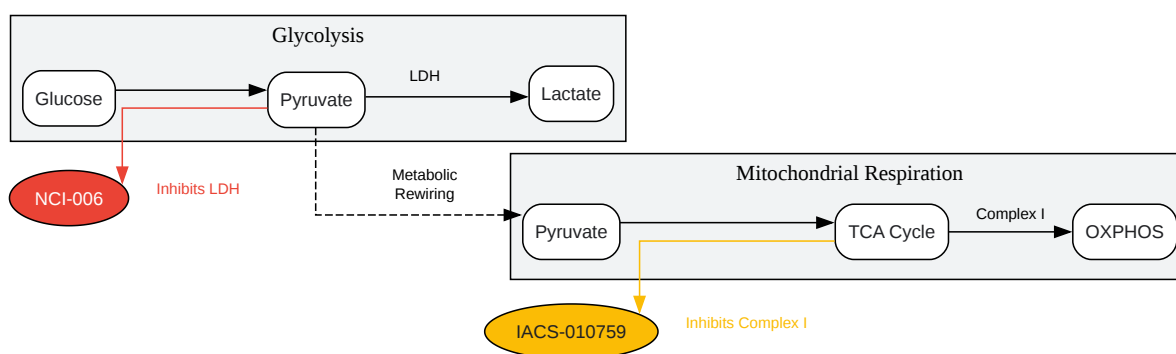 Glycolysis
LDH
Glucose
Pyruvate
Lactate
NCI-006
Inhibits LDH
Metabolic
Rewiring
Mitochondrial Respiration
Pyruvate
TCA Cycle
Complex I
OXPHOS
IACS-010759
Inhibits Complex I